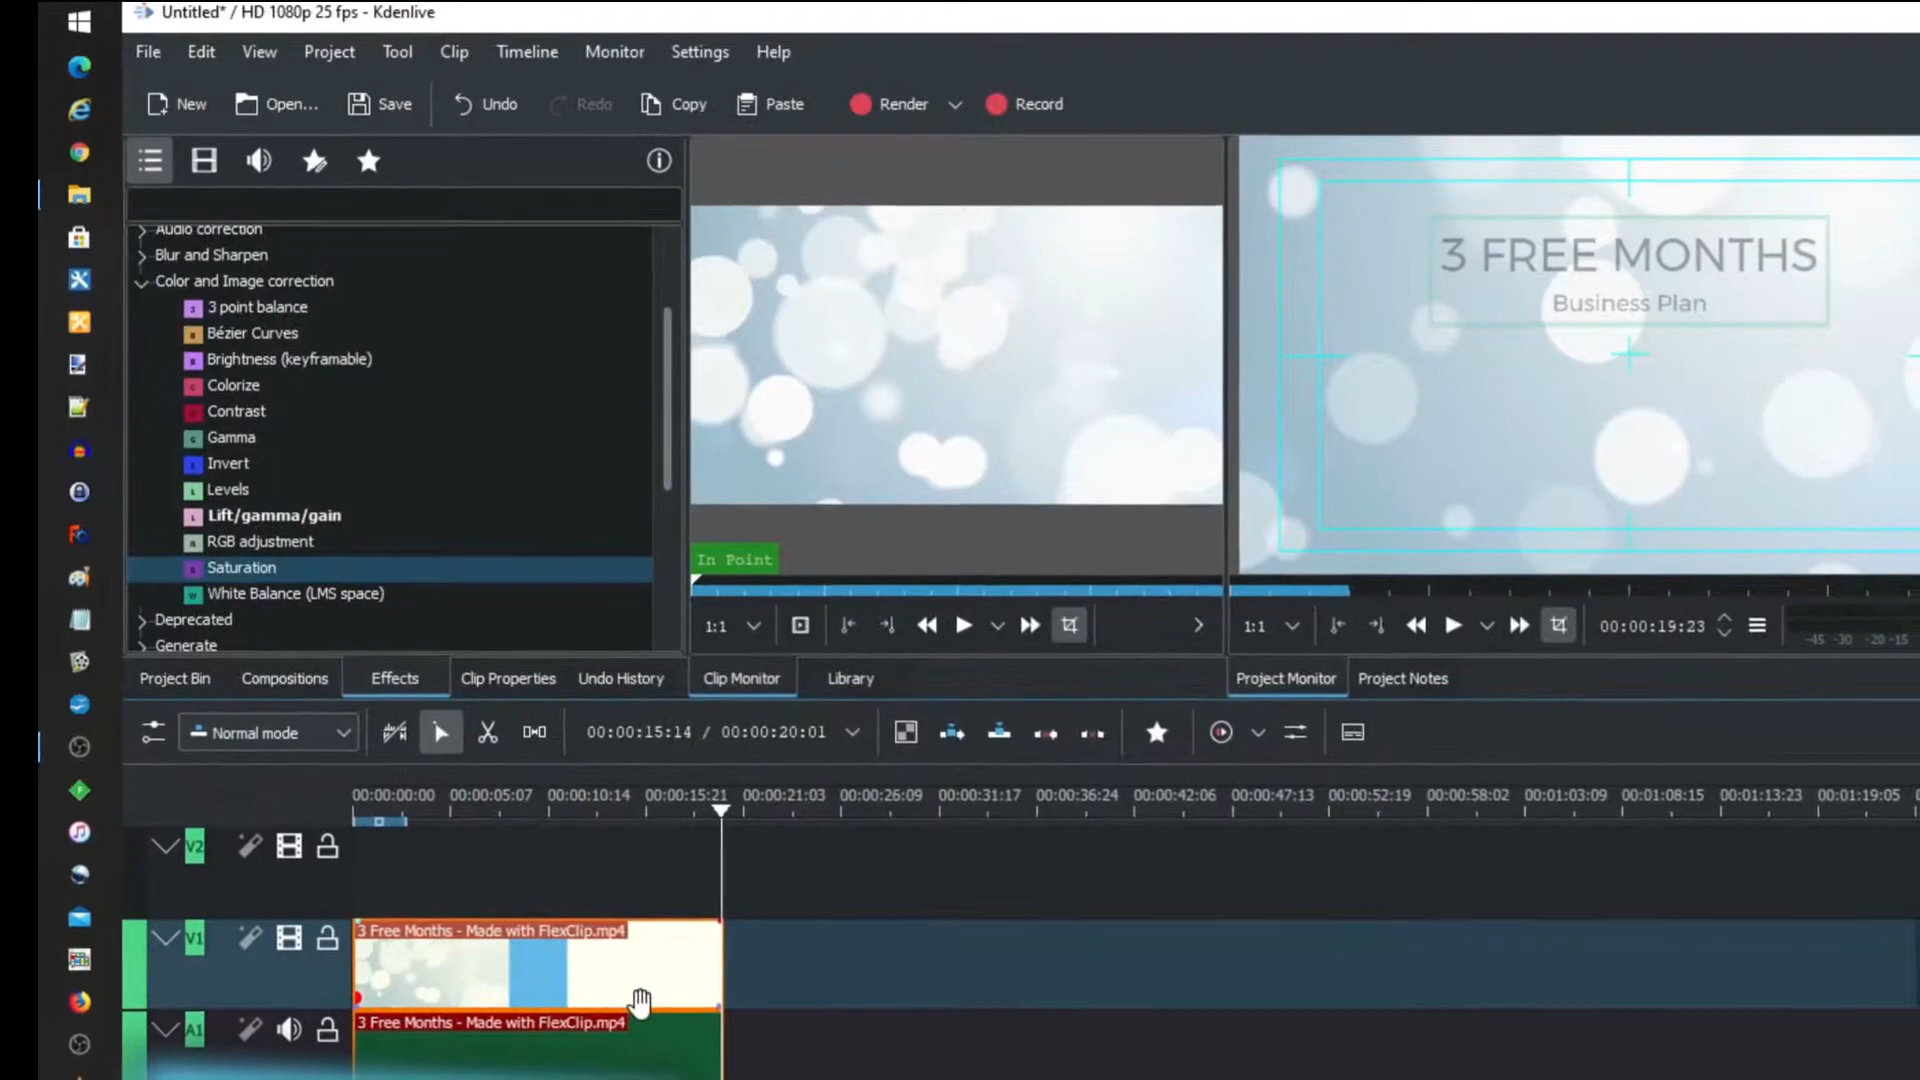 Untitled* / HD 1080p 25 fps - Kdenlive
File Edit View Project Tool Clip Timeline Monitor Settings Help
New Open... Save Undo Redo Copy Paste Render Record
Audio correction
Blur and Sharpen
Color and Image correction
3 point balance
Bézier Curves
Brightness (keyframable)
Colorize
Contrast
Gamma
Invert
Levels
Lift/gamma/gain
RGB adjustment
Saturation
White Balance (LMS space)
Deprecated
Generate
In Point
3 FREE MONTHS
Business Plan
1:1
1:1 00:00:19:23
-45 -30 -20 -15
Project Bin Compositions Effects Clip Properties Undo History Clip Monitor Library Project Monitor Project Notes
Normal mode 00:00:15:14 / 00:00:20:01
00:00:00:00 00:00:05:07 00:00:10:14 00:00:15:21 00:00:21:03 00:00:26:09 00:00:31:17 00:00:36:24 00:00:42:06 00:00:47:13 00:00:52:19 00:00:58:02 00:01:03:09 00:01:08:15 00:01:13:23 00:01:19:05
V2
V1
3 Free Months - Made with FlexClip.mp4
A1
3 Free Months - Made with FlexClip.mp4